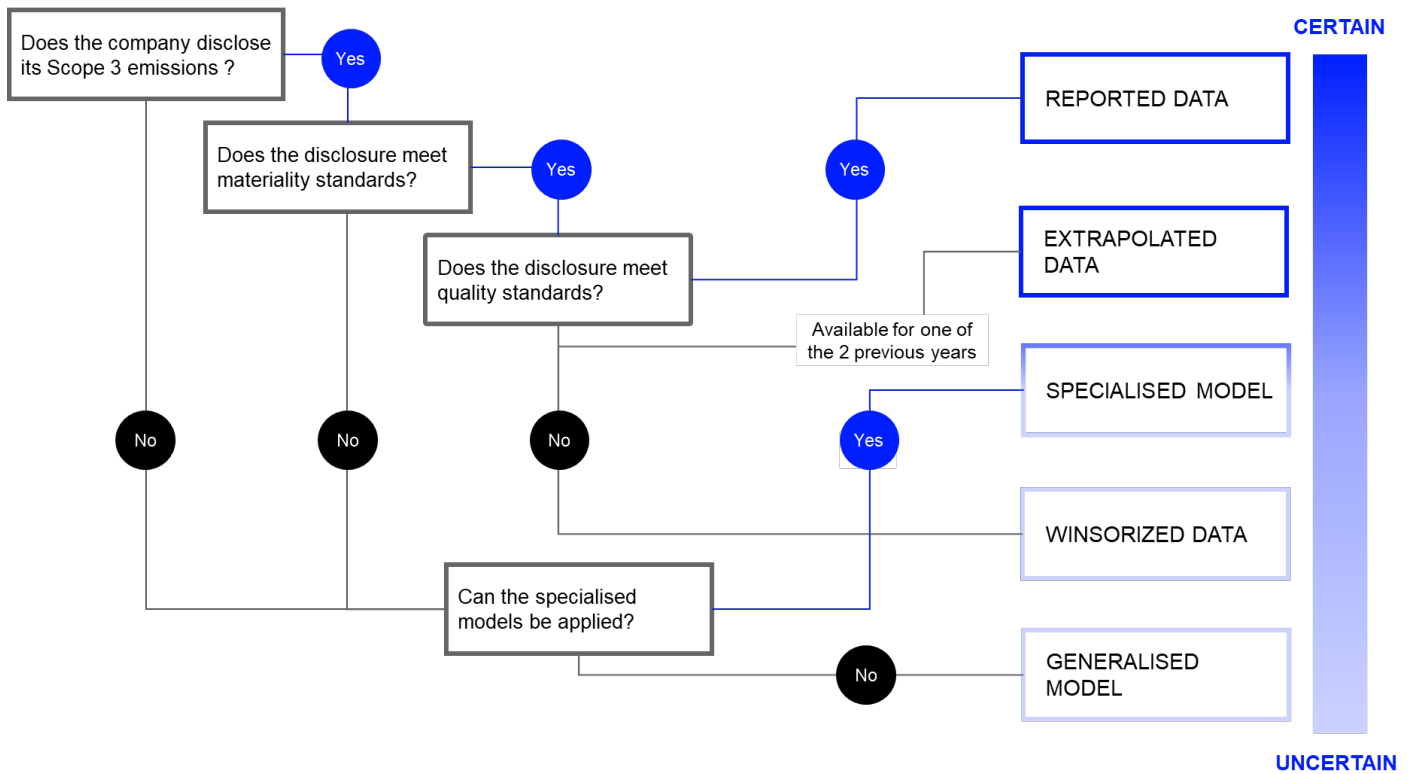 CERTAIN
Does the company disclose
its Scope 3 emissions ?
Yes
REPORTED DATA
Does the disclosure meet
materiality standards?
Yes
Yes
EXTRAPOLATED
DATA
Does the disclosure meet
quality standards?
Available for one of
the 2 previous years
SPECIALISED MODEL
No
No
No
Yes
WINSORIZED DATA
Can the specialised
models be applied?
No
GENERALISED
MODEL
UNCERTAIN